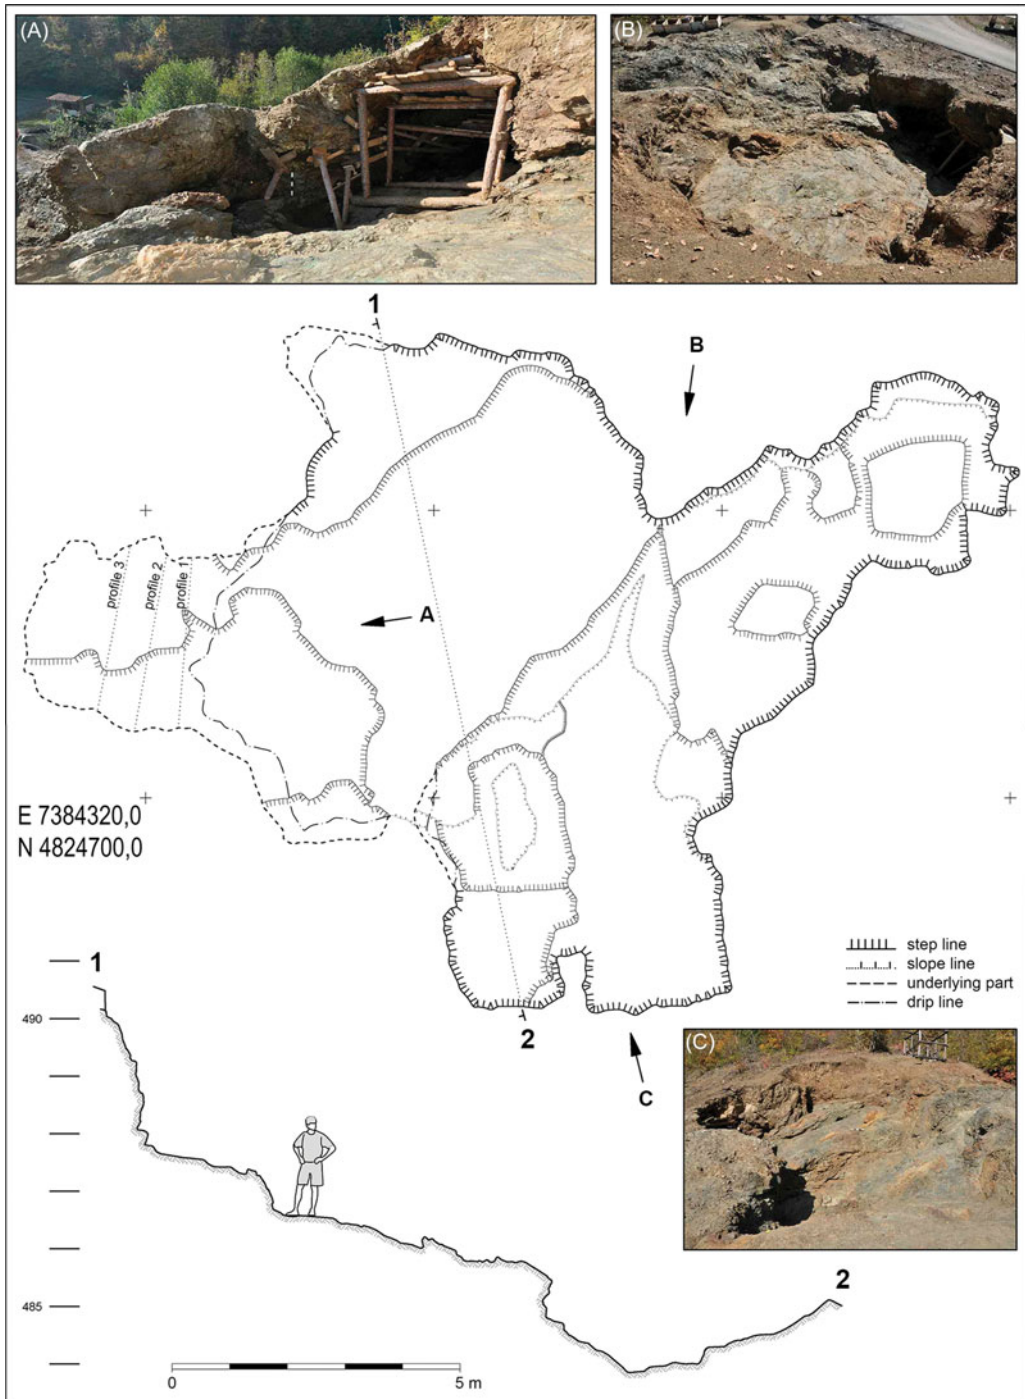 (A)
(B)
1
B
profile 3
profile 2
profile 1
A
E 7384320,0
N 4824700,0
step line
slope line
underlying part
drip line
1
490
2
C
(C)
485
2
0
5 m